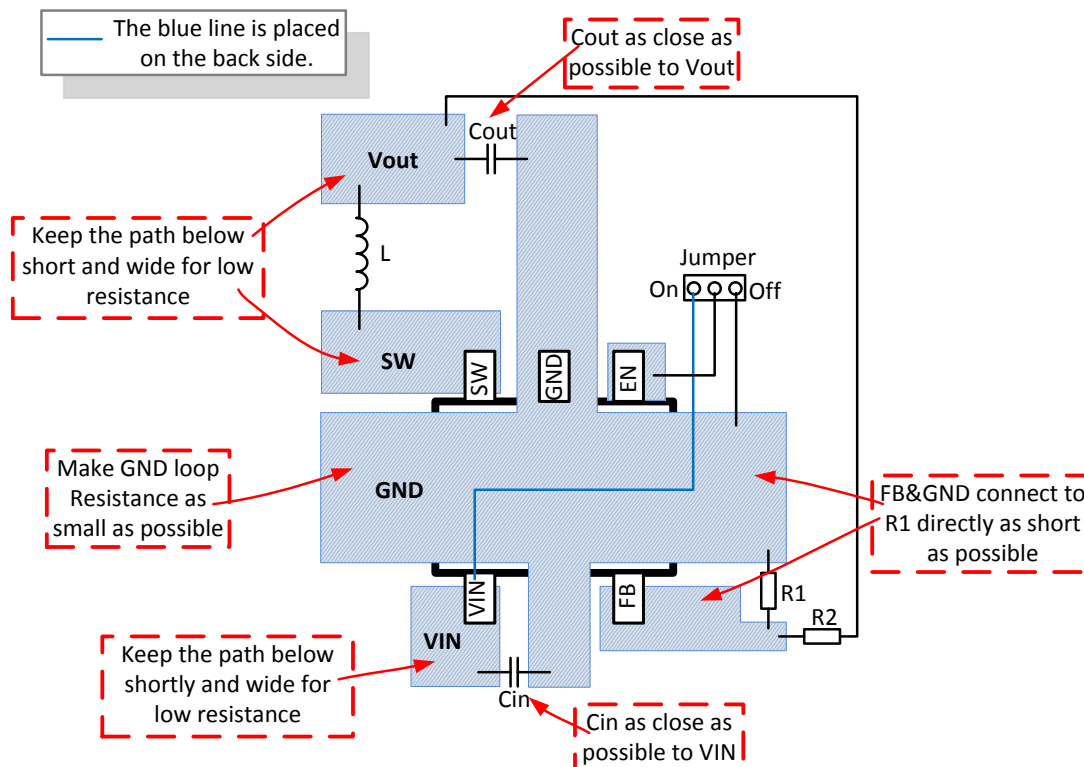 The blue line is placed
on the back side.
Cout as close as
possible to Vout
Cout
Vout
Keep the path below
short and wide for low
resistance
L
Jumper
On
Off
SW
SW
GND
EN
Make GND loop
Resistance as
small as possible
GND
FB&GND connect to
R1 directly as short
as possible
VIN
FB
R1
R2
VIN
Keep the path below
shortly and wide for
low resistance
Cin
Cin as close as
possible to VIN